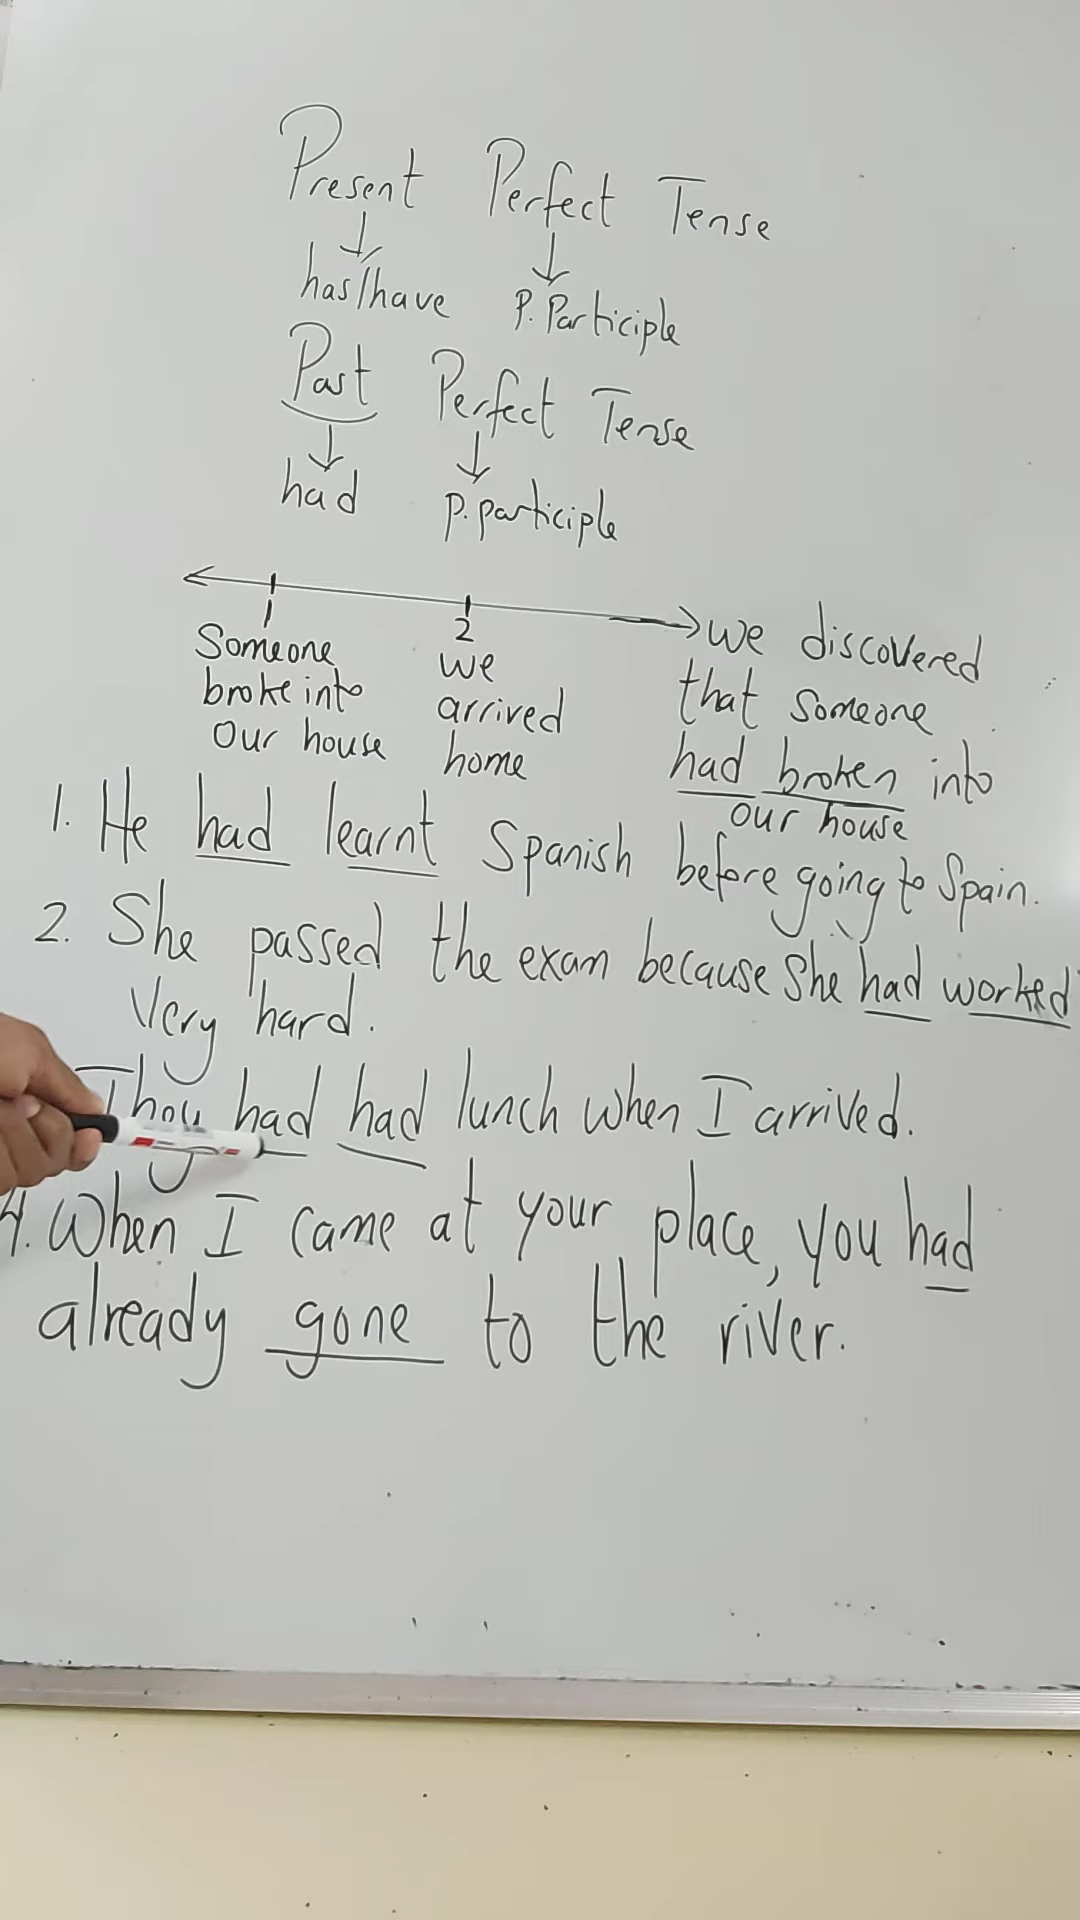 Present Perfect Tense
has/have P. Participle
Past Perfect Tense
had p. participle
1 2
Someone
broke into
our house
we
arrived
home
we discovered
that someone
had broken into
our house
1. He had learnt Spanish before going to Spain.
2. She passed the exam because she had worked
very hard.
They had had lunch when I arrived.
4. When I came at your place, you had
already gone to the river.